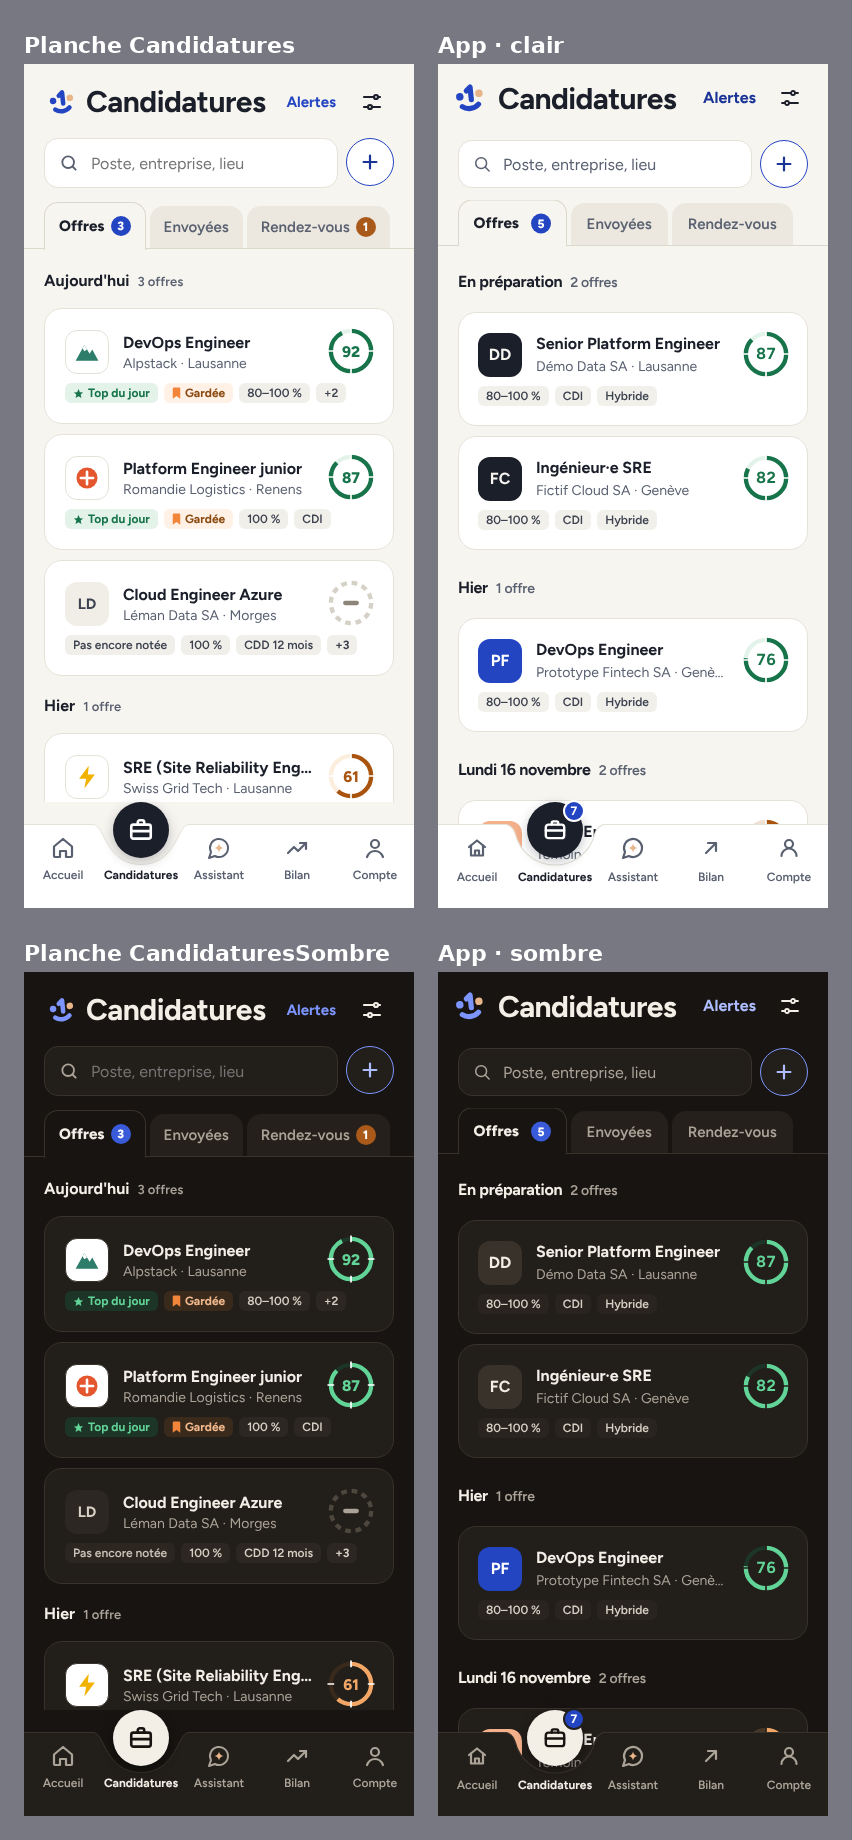 Planche Candidatures
Candidatures
Alertes
Poste, entreprise, lieu
Offres 3
Envoyées
Rendez-vous 1
Aujourd'hui 3 offres
DevOps Engineer
Alpstack · Lausanne
92
Top du jour
Gardée
80–100 %
+2
Platform Engineer junior
Romandie Logistics · Renens
87
Top du jour
Gardée
100 %
CDI
LD
Cloud Engineer Azure
Léman Data SA · Morges
Pas encore notée
100 %
CDD 12 mois
+3
Hier 1 offre
SRE (Site Reliability Eng...
Swiss Grid Tech · Lausanne
61
Accueil
Candidatures
Assistant
Bilan
Compte
App · clair
Candidatures
Alertes
Poste, entreprise, lieu
Offres 5
Envoyées
Rendez-vous
En préparation 2 offres
DD
Senior Platform Engineer
Démo Data SA · Lausanne
87
80–100 %
CDI
Hybride
FC
Ingénieur·e SRE
Fictif Cloud SA · Genève
82
80–100 %
CDI
Hybride
Hier 1 offre
PF
DevOps Engineer
Prototype Fintech SA · Genè...
76
80–100 %
CDI
Hybride
Lundi 16 novembre 2 offres
7
Accueil
Candidatures
Assistant
Bilan
Compte
Planche CandidaturesSombre
Candidatures
Alertes
Poste, entreprise, lieu
Offres 3
Envoyées
Rendez-vous 1
Aujourd'hui 3 offres
DevOps Engineer
Alpstack · Lausanne
92
Top du jour
Gardée
80–100 %
+2
Platform Engineer junior
Romandie Logistics · Renens
87
Top du jour
Gardée
100 %
CDI
LD
Cloud Engineer Azure
Léman Data SA · Morges
Pas encore notée
100 %
CDD 12 mois
+3
Hier 1 offre
SRE (Site Reliability Eng...
Swiss Grid Tech · Lausanne
61
Accueil
Candidatures
Assistant
Bilan
Compte
App · sombre
Candidatures
Alertes
Poste, entreprise, lieu
Offres 5
Envoyées
Rendez-vous
En préparation 2 offres
DD
Senior Platform Engineer
Démo Data SA · Lausanne
87
80–100 %
CDI
Hybride
FC
Ingénieur·e SRE
Fictif Cloud SA · Genève
82
80–100 %
CDI
Hybride
Hier 1 offre
PF
DevOps Engineer
Prototype Fintech SA · Genè...
76
80–100 %
CDI
Hybride
Lundi 16 novembre 2 offres
7
Accueil
Candidatures
Assistant
Bilan
Compte